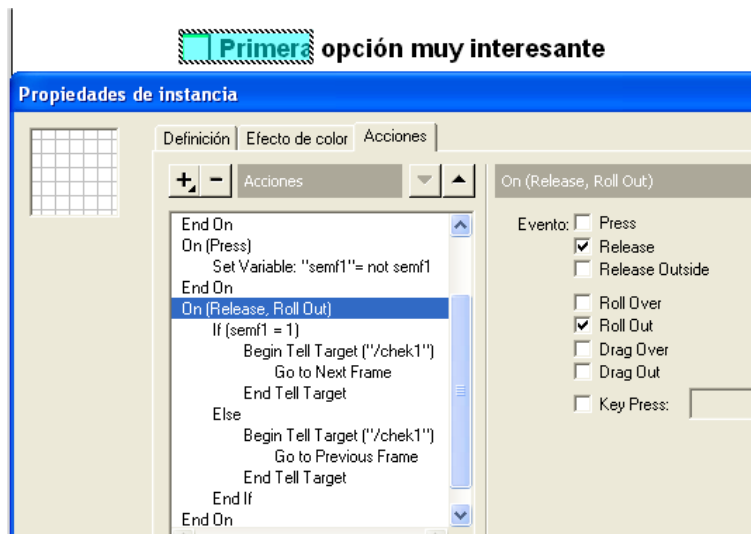 Primera opción muy interesante
Propiedades de instancia
Definición Efecto de color Acciones
+ - Acciones
On (Release, Roll Out)
End On
On (Press)
Set Variable: "semf1"= not semf1
End On
On (Release, Roll Out)
If (semf1 = 1)
Begin Tell Target ("/chek1")
Go to Next Frame
End Tell Target
Else
Begin Tell Target ("/chek1")
Go to Previous Frame
End Tell Target
End If
End On
Evento: Press
Release
Release Outside
Roll Over
Roll Out
Drag Over
Drag Out
Key Press: